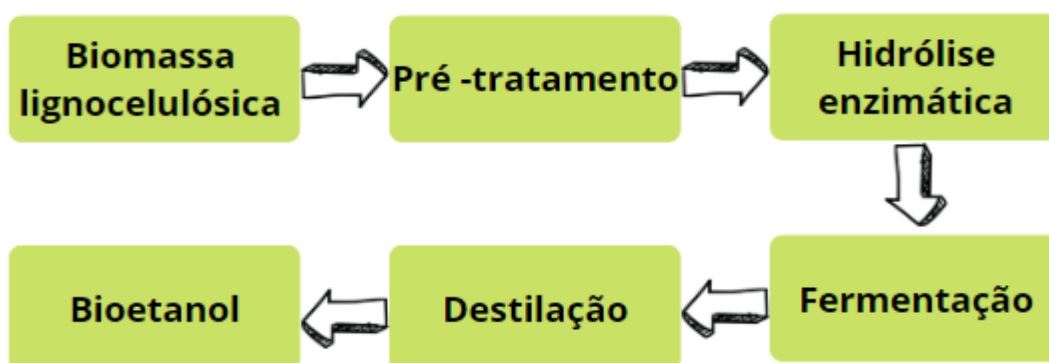 Biomassa
lignocelulósica
Pré -tratamento
Hidrólise
enzimática
Fermentação
Destilação
Bioetanol